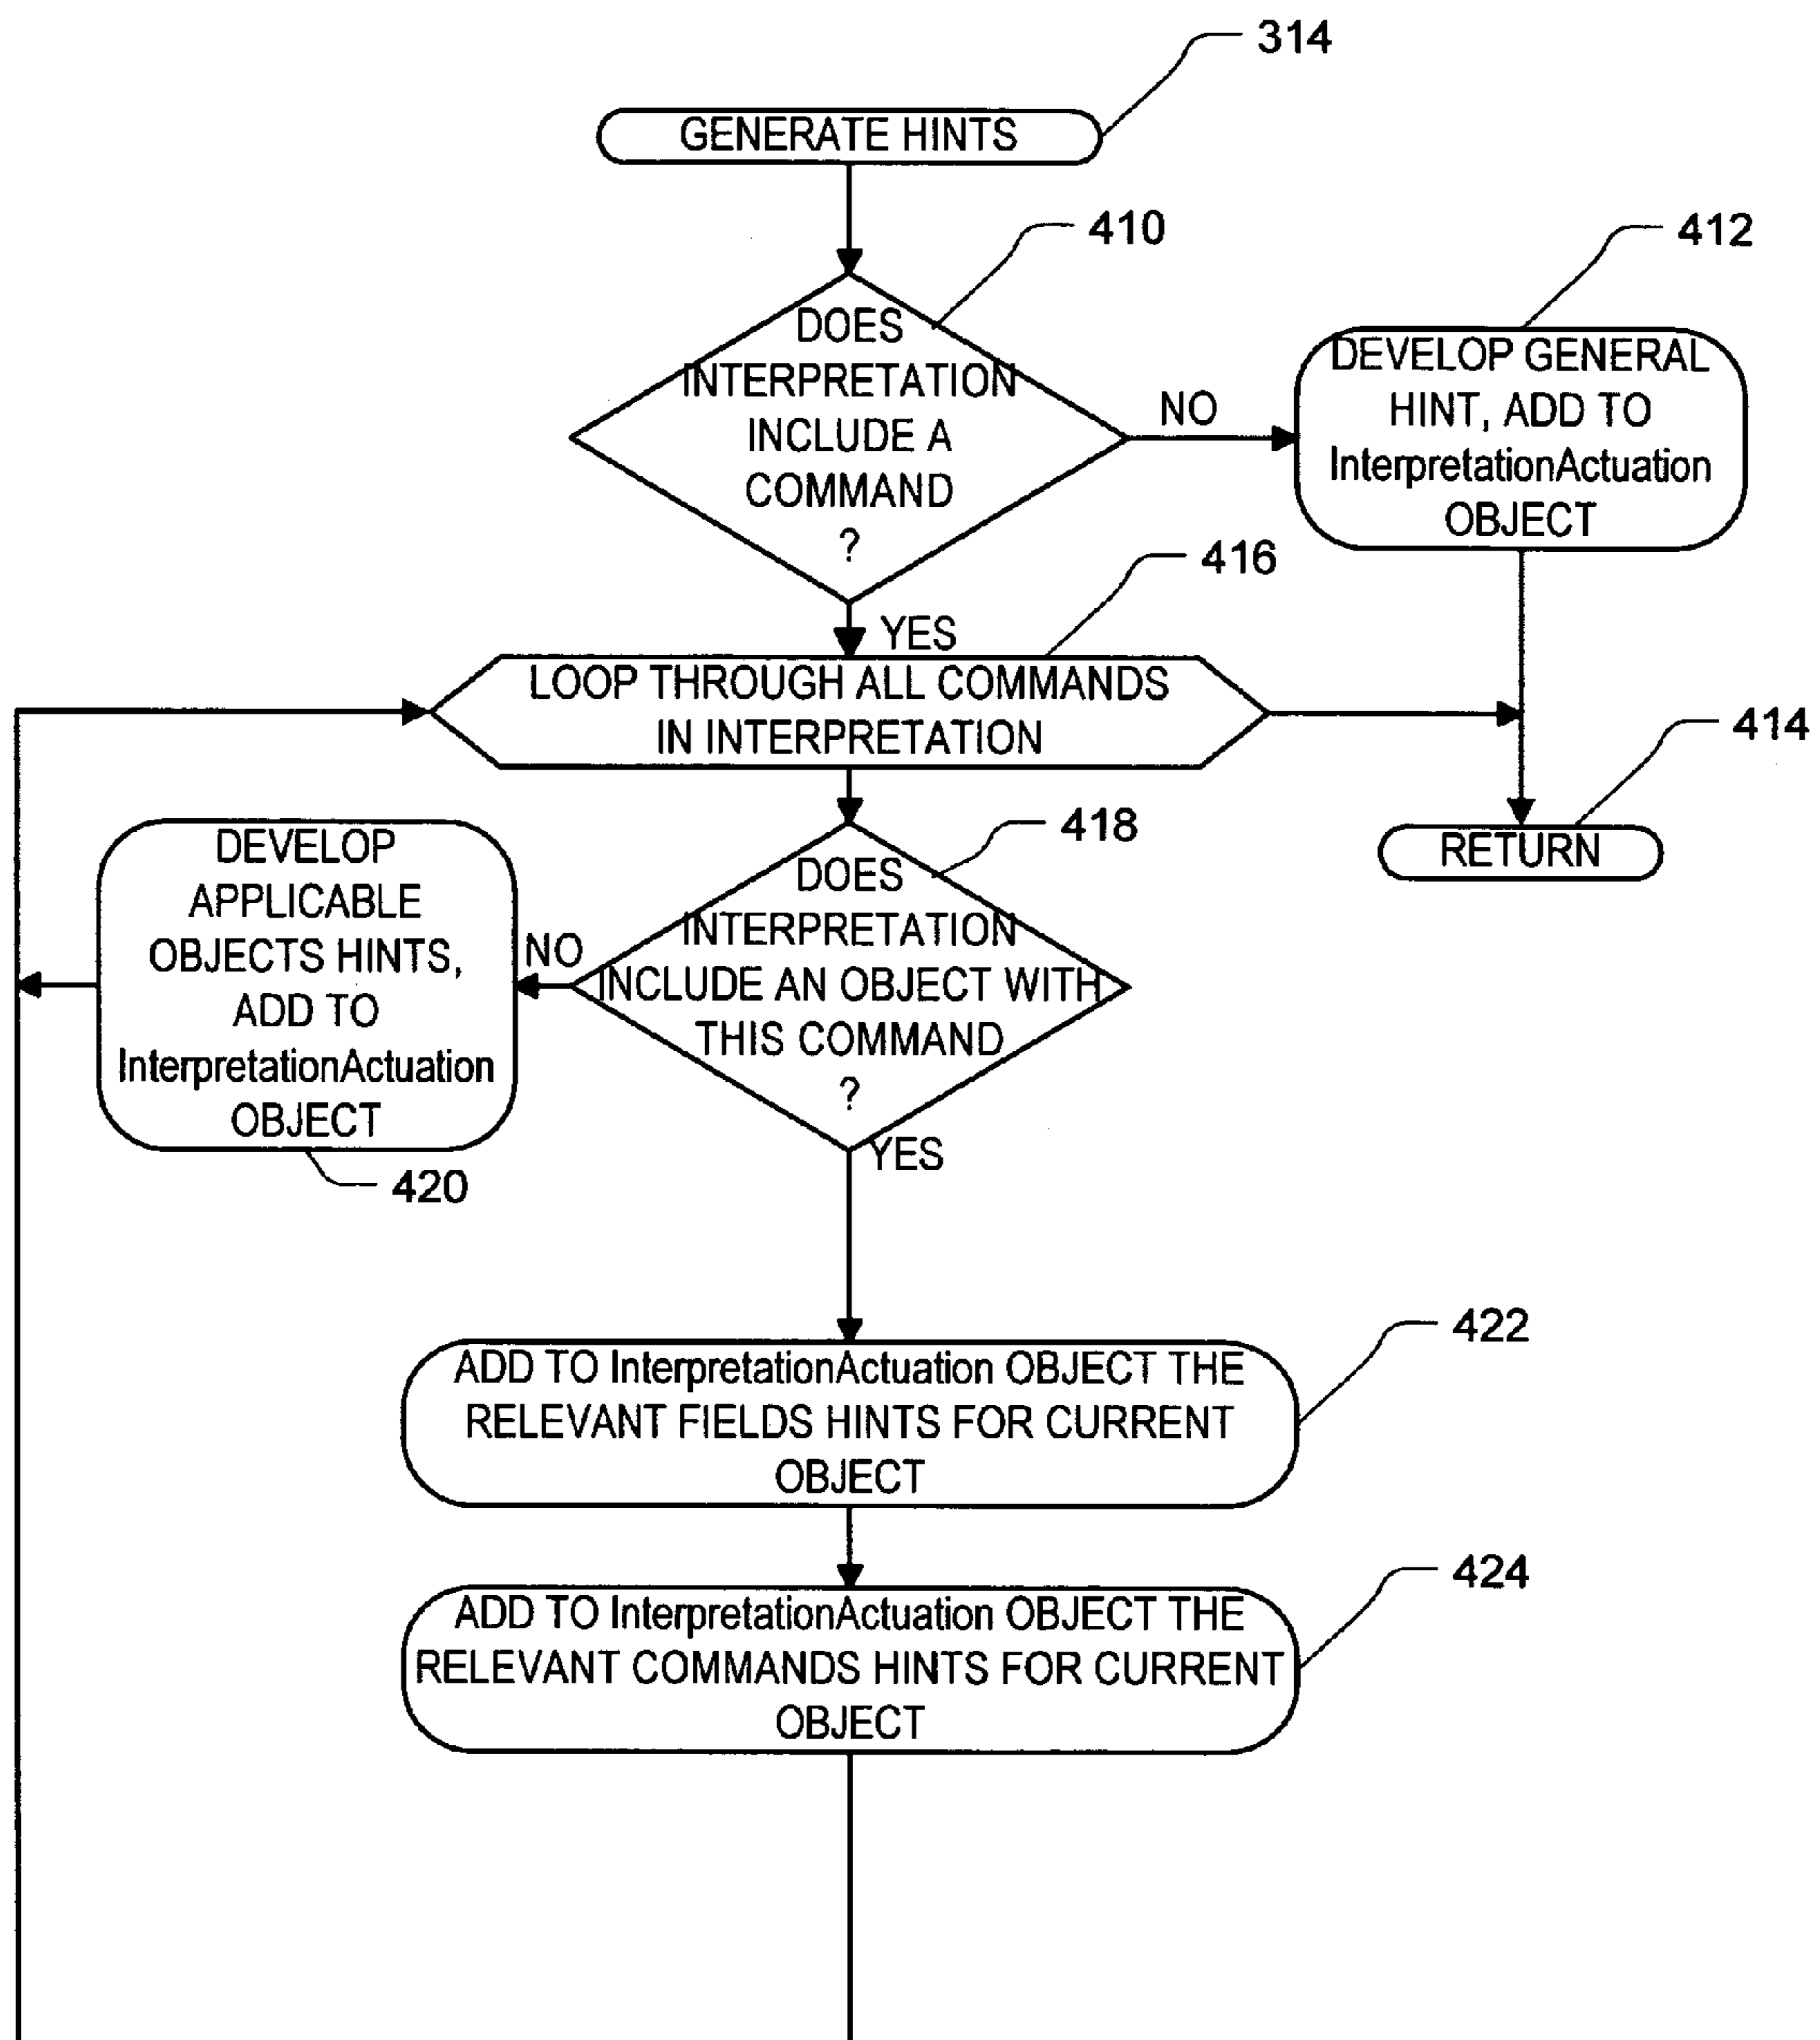 314
GENERATE HINTS
410
412
DOES
INTERPRETATION
INCLUDE A
COMMAND
?
NO
DEVELOP GENERAL
HINT, ADD TO
InterpretationActuation
OBJECT
YES
416
LOOP THROUGH ALL COMMANDS
IN INTERPRETATION
414
RETURN
418
DOES
INTERPRETATION
INCLUDE AN OBJECT WITH
THIS COMMAND
?
NO
DEVELOP
APPLICABLE
OBJECTS HINTS,
ADD TO
InterpretationActuation
OBJECT
420
YES
422
ADD TO InterpretationActuation OBJECT THE
RELEVANT FIELDS HINTS FOR CURRENT
OBJECT
424
ADD TO InterpretationActuation OBJECT THE
RELEVANT COMMANDS HINTS FOR CURRENT
OBJECT